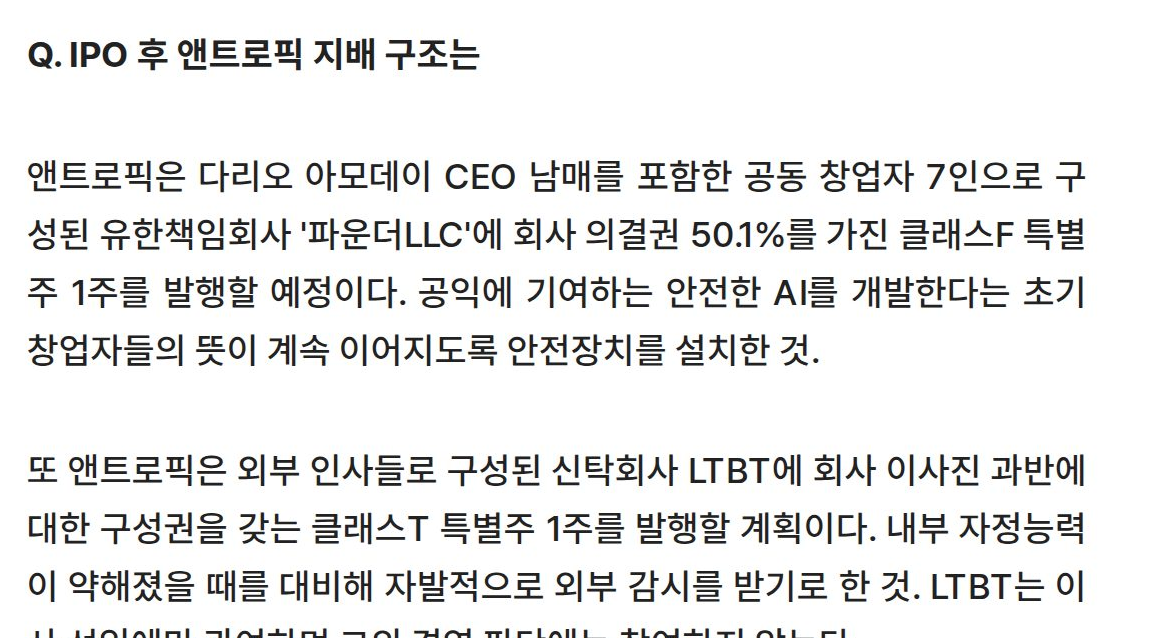 Q. IPO 후 앤트로픽 지배 구조는
앤트로픽은 다리오 아모데이 CEO 남매를 포함한 공동 창업자 7인으로 구
성된 유한책임회사 '파운더LLC'에 회사 의결권 50.1%를 가진 클래스F 특별
주 1주를 발행할 예정이다. 공익에 기여하는 안전한 AI를 개발한다는 초기
창업자들의 뜻이 계속 이어지도록 안전장치를 설치한 것.
또 앤트로픽은 외부 인사들로 구성된 신탁회사 LTBT에 회사 이사진 과반에
대한 구성권을 갖는 클래스T 특별주 1주를 발행할 계획이다. 내부 자정능력
이 약해졌을 때를 대비해 자발적으로 외부 감시를 받기로 한 것. LTBT는 이